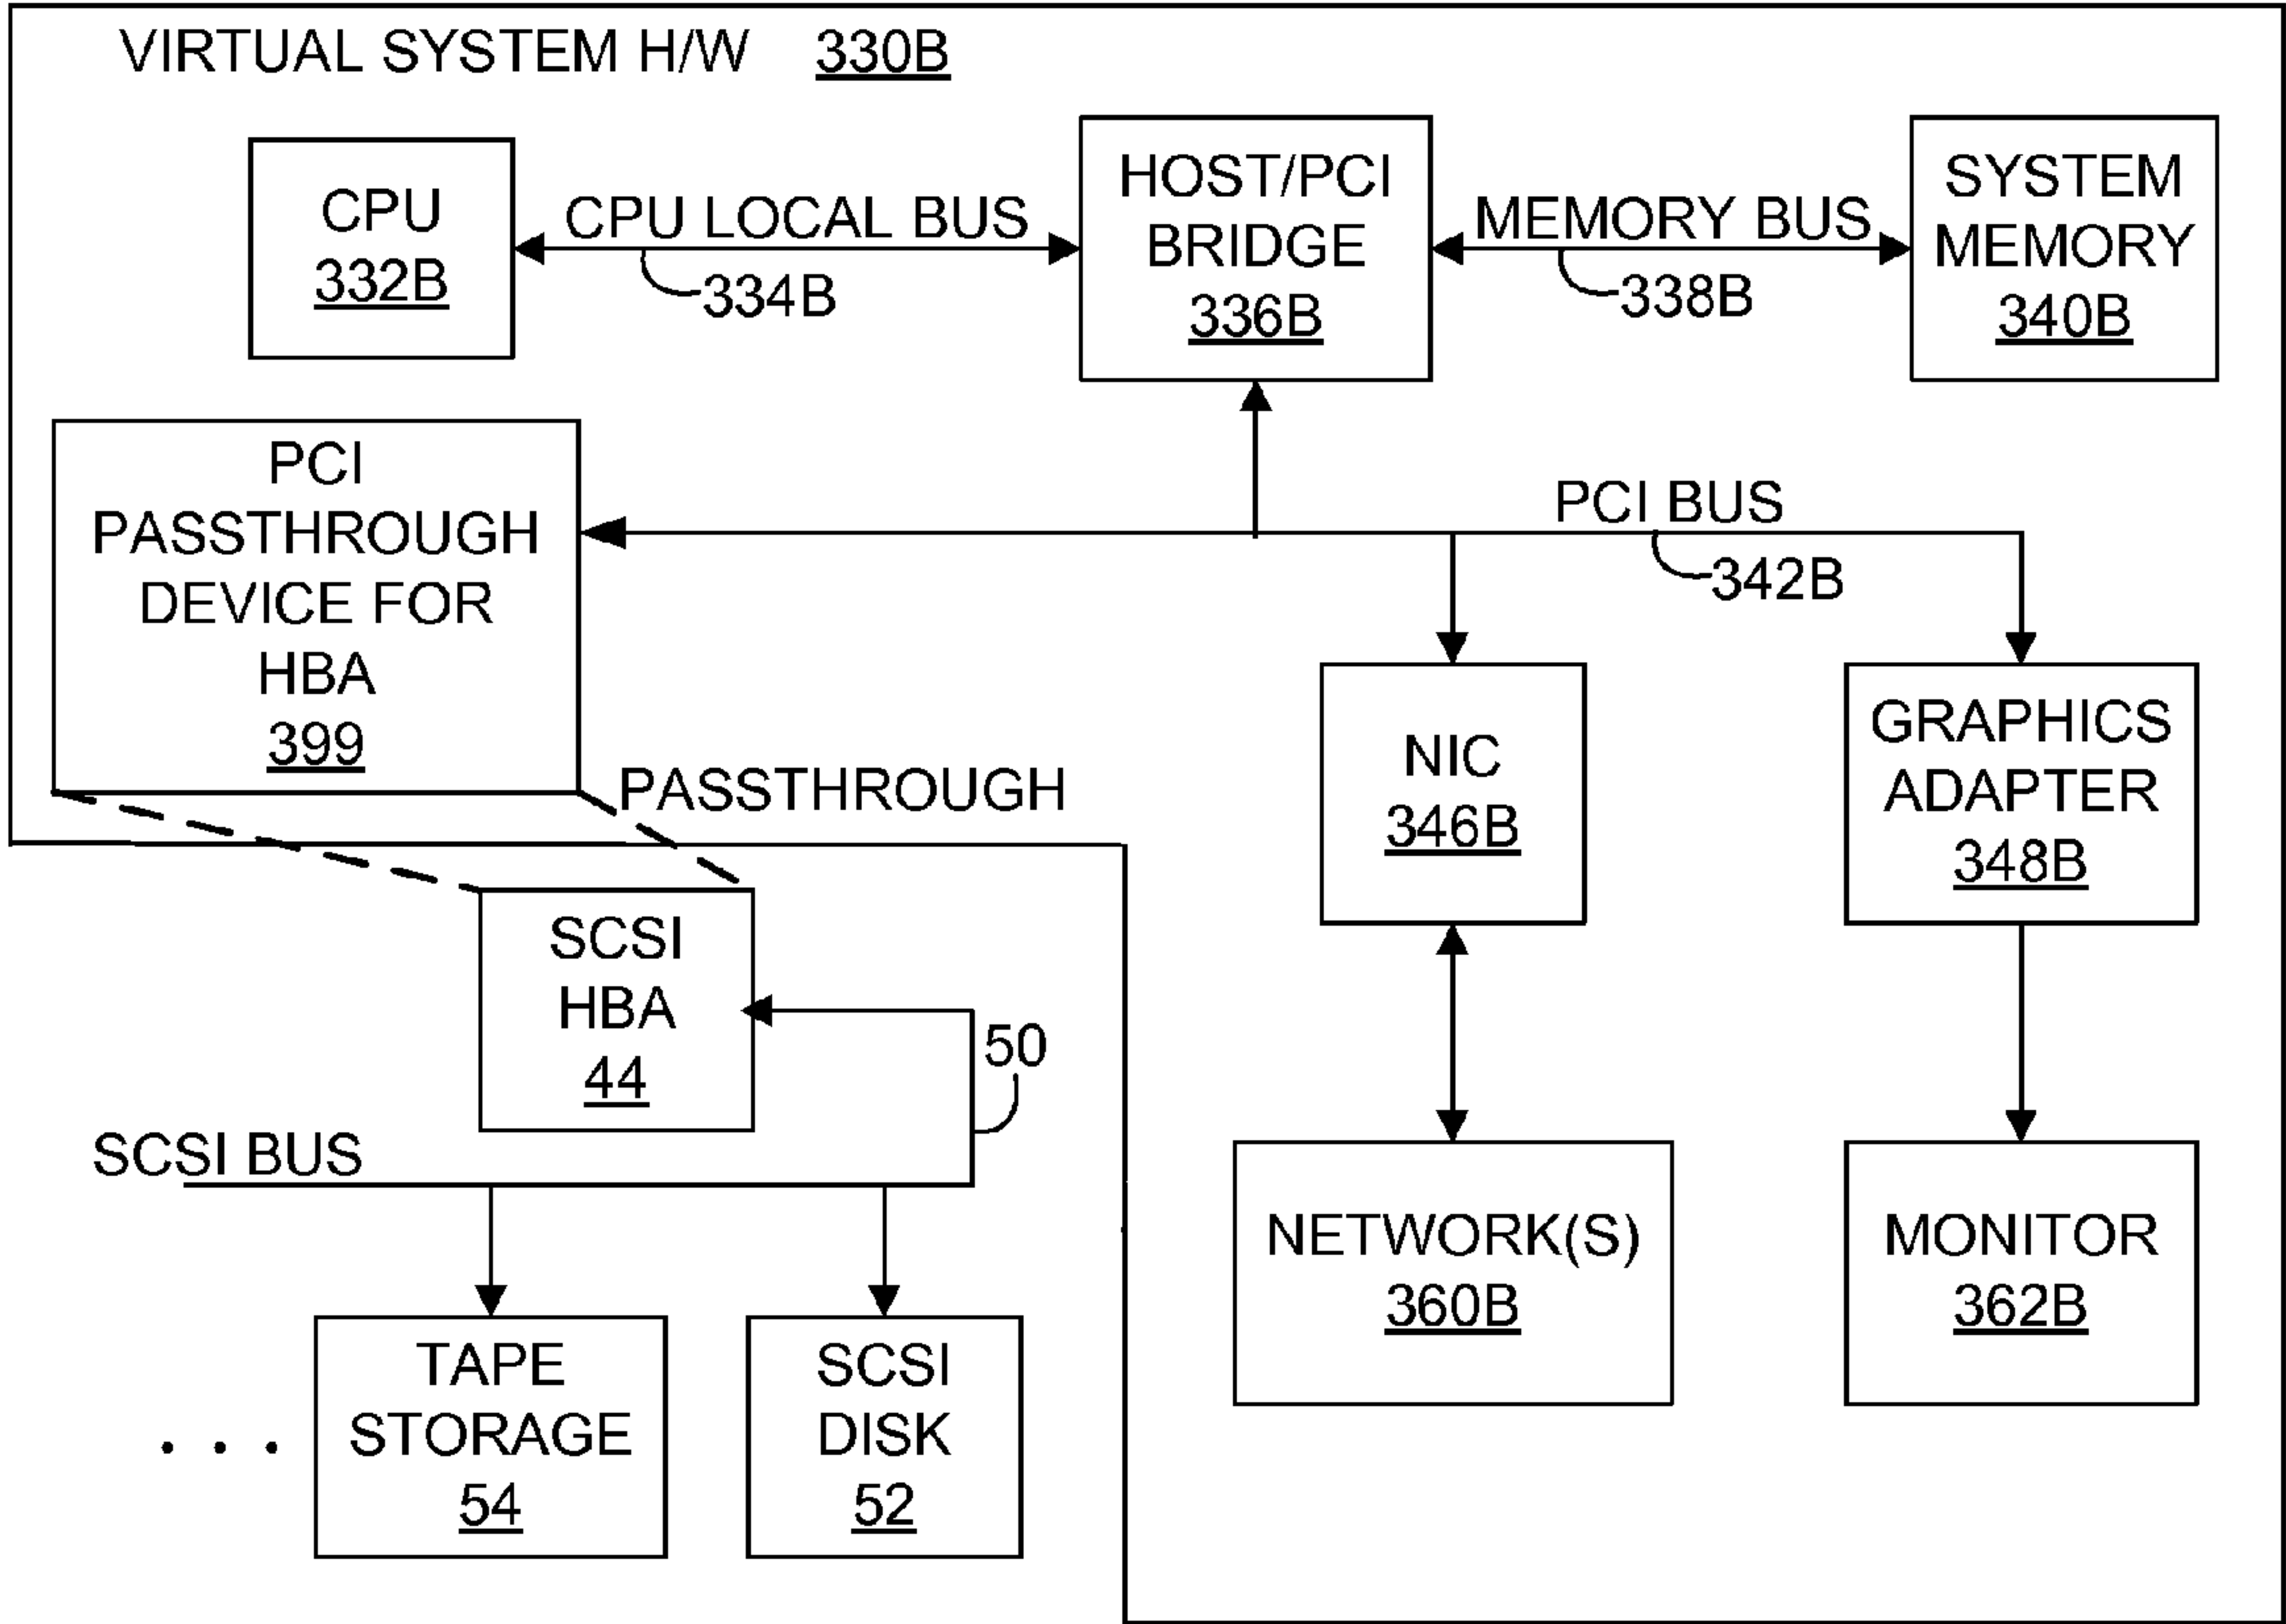 VIRTUAL SYSTEM H/W 330B
CPU
332B
CPU LOCAL BUS
334B
HOST/PCI
BRIDGE
336B
MEMORY BUS
338B
SYSTEM
MEMORY
340B
PCI
PASSTHROUGH
DEVICE FOR
HBA
399
PCI BUS
342B
PASSTHROUGH
NIC
346B
GRAPHICS
ADAPTER
348B
SCSI
HBA
44
50
SCSI BUS
NETWORK(S)
360B
MONITOR
362B
. . .
TAPE
STORAGE
54
SCSI
DISK
52